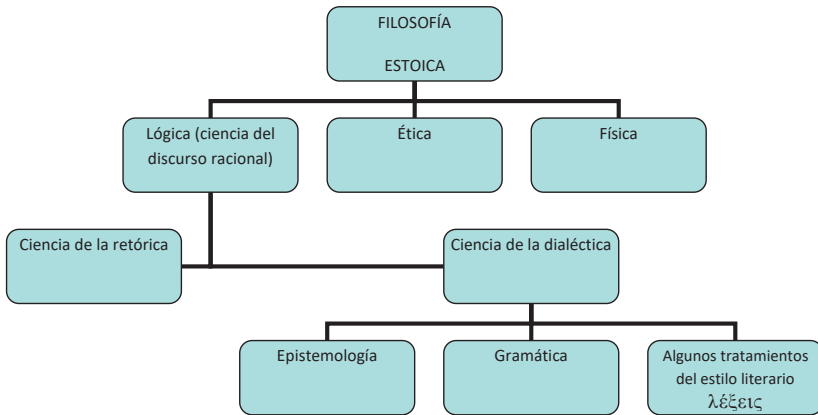 FILOSOFÍA
ESTOICA
Lógica (ciencia del
discurso racional)
Ética
Física
Ciencia de la retórica
Ciencia de la dialéctica
Epistemología
Gramática
Algunos tratamientos
del estilo literario
λέξεις